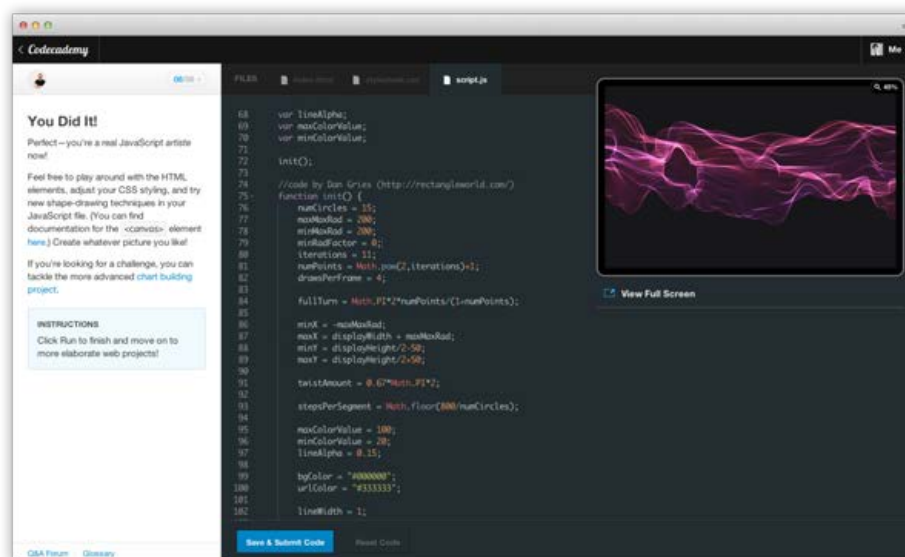 Codecademy
Me
FILES
index.html
stylesheet.css
script.js
You Did It!
Perfect—you're a real JavaScript artiste
now!
Feel free to play around with the HTML
elements, adjust your CSS styling, and try
new shape-drawing techniques in your
JavaScript file. (You can find
documentation for the <canvas> element
here.) Create whatever picture you like!
If you're looking for a challenge, you can
tackle the more advanced chart building
project.
INSTRUCTIONS
Click Run to finish and move on to
more elaborate web projects!
Q&A Forum Glossary
68 var lineAlpha;
69 var maxColorValue;
70 var minColorValue;
71
72 init();
73
74 //code by Dan Gries (http://rectangleworld.com/)
75 function init() {
76 numCircles = 15;
77 maxMaxRad = 200;
78 minMaxRad = 200;
79 minRadFactor = 0;
80 iterations = 11;
81 numPoints = Math.pow(2,iterations)+1;
82 drawsPerFrame = 4;
83
84 fullTurn = Math.PI*2*numPoints/(1+numPoints);
85
86 minX = -maxMaxRad;
87 maxX = displayWidth + maxMaxRad;
88 minY = displayHeight/2-50;
89 maxY = displayHeight/2+50;
90
91 twistAmount = 0.67*Math.PI*2;
92
93 stepsPerSegment = Math.floor(800/numCircles);
94
95 maxColorValue = 100;
96 minColorValue = 20;
97 lineAlpha = 0.15;
98
99 bgColor = "#000000";
100 urlColor = "#333333";
101
102 lineWidth = 1;
Save & Submit Code
Reset Code
View Full Screen